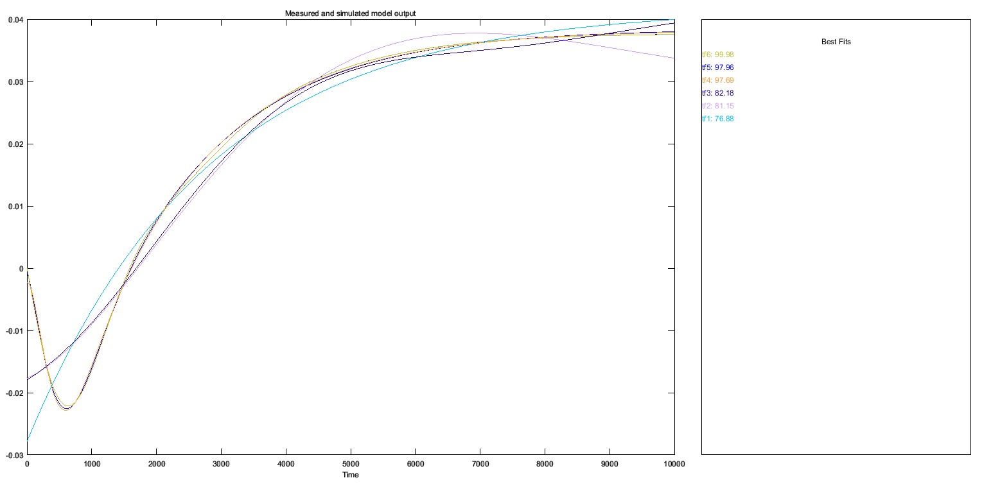 Measured and simulated model output
0.04
0.03
0.02
0.01
0
-0.01
-0.02
-0.03
0 1000 2000 3000 4000 5000 6000 7000 8000 9000 10000
Time
Best Fits
tf6: 99.98
tf5: 97.96
tf4: 97.69
tf3: 82.18
tf2: 81.15
tf1: 76.88